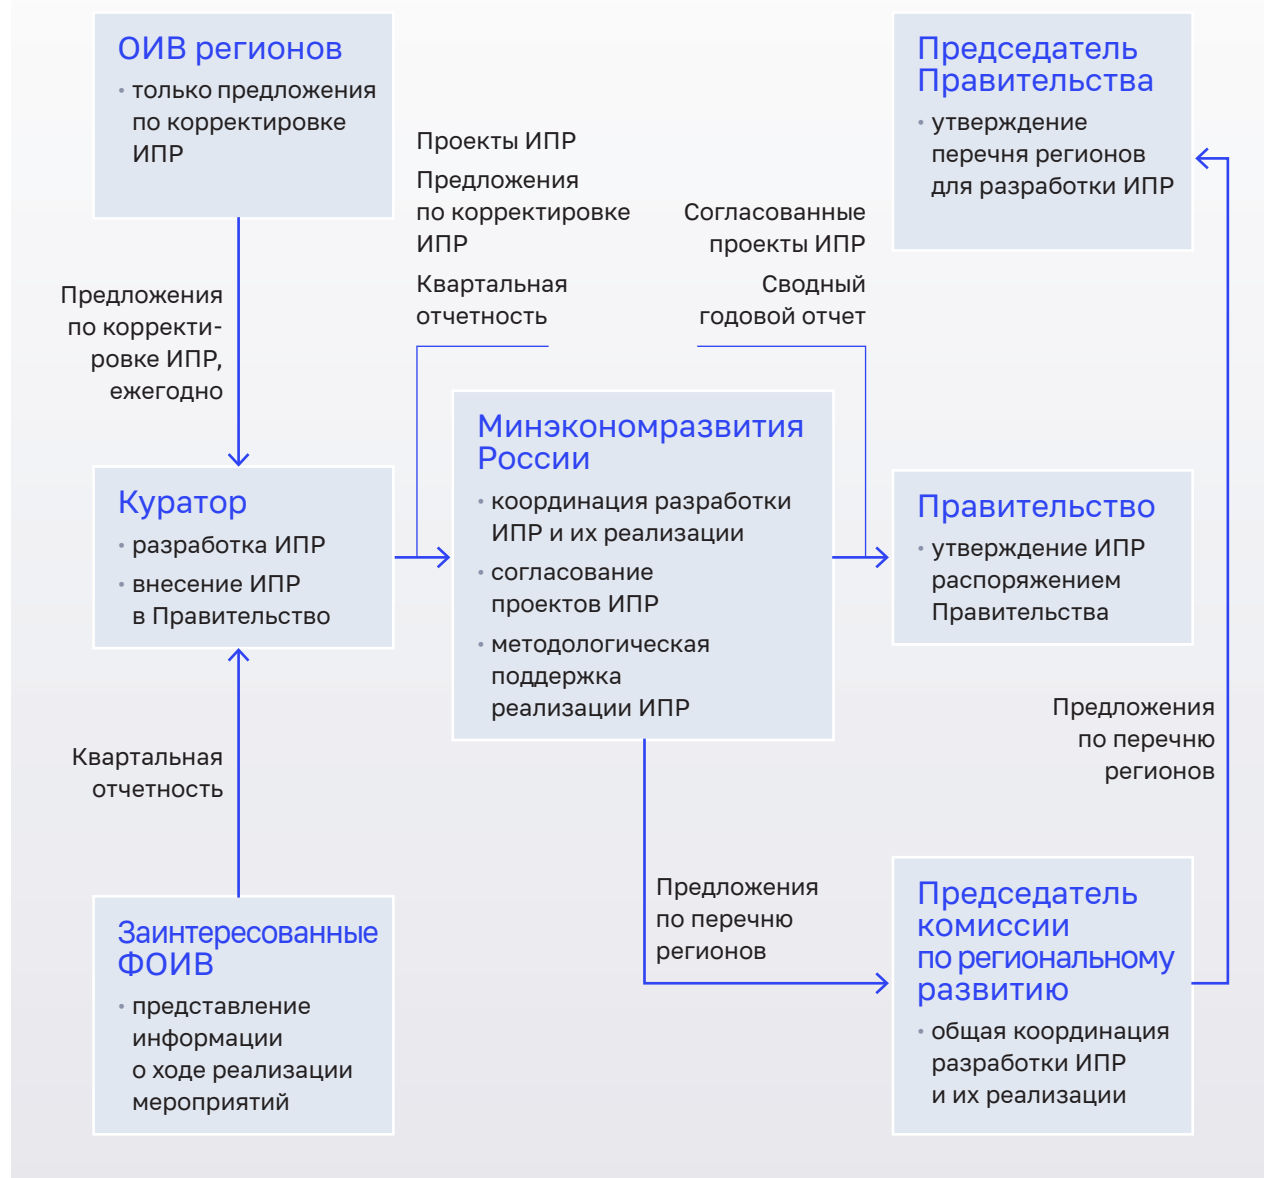 ОИВ регионов
• только предложения
по корректировке
ИПР
Предложения
по корректи-
ровке ИПР,
ежегодно
Куратор
• разработка ИПР
• внесение ИПР
в Правительство
Квартальная
отчетность
Заинтересованные
ФОИВ
• представление
информации
о ходе реализации
мероприятий
Проекты ИПР
Предложения
по корректировке
ИПР
Квартальная
отчетность
Согласованные
проекты ИПР
Сводный
годовой отчет
Минэкономразвития
России
• координация разработки
ИПР и их реализации
• согласование
проектов ИПР
• методологическая
поддержка
реализации ИПР
Предложения
по перечню
регионов
Председатель
Правительства
• утверждение
перечня регионов
для разработки ИПР
Правительство
• утверждение ИПР
распоряжением
Правительства
Предложения
по перечню
регионов
Председатель
комиссии
по региональному
развитию
• общая координация
разработки ИПР
и их реализации